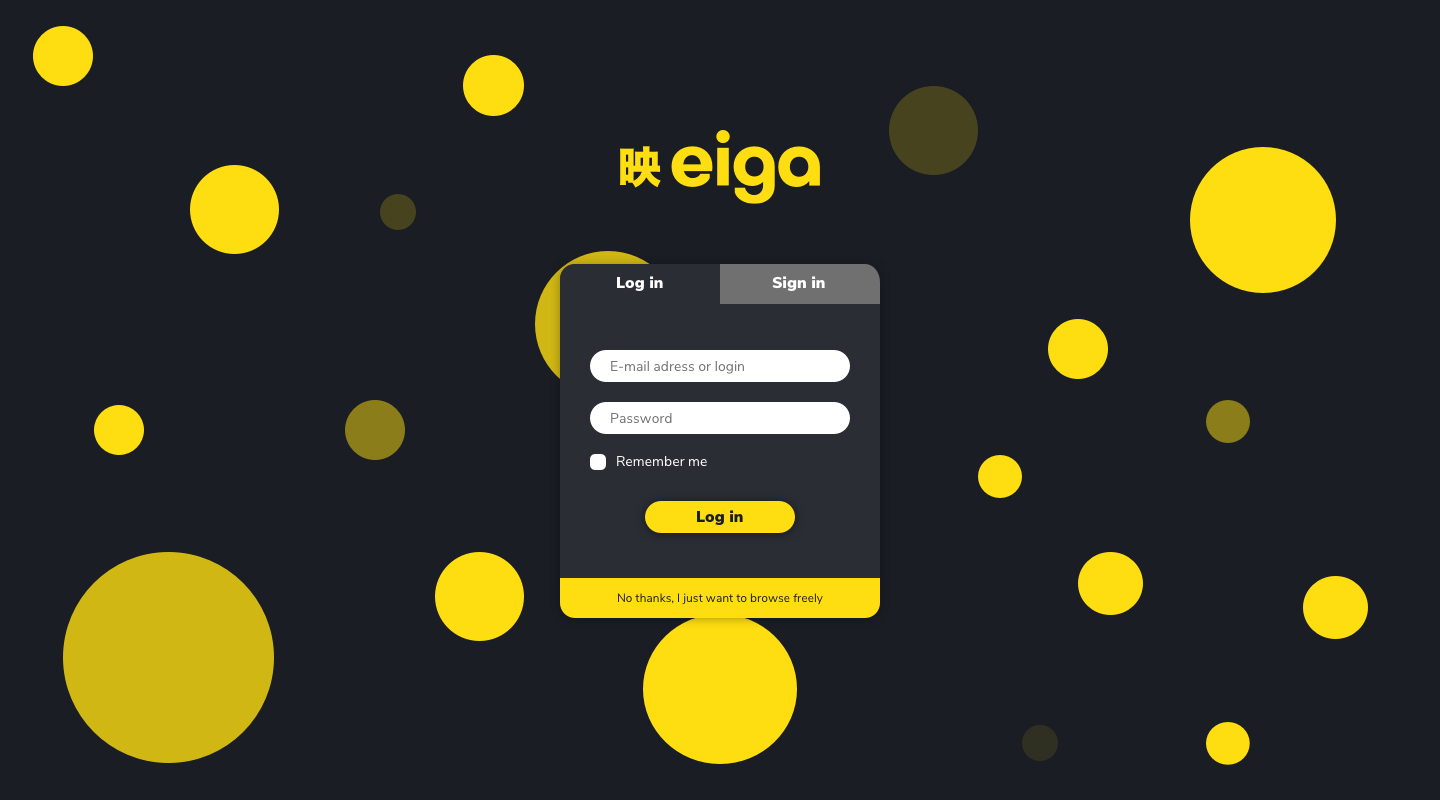 映 eiga
Log in
Sign in
E-mail adress or login
Password
Remember me
Log in
No thanks, I just want to browse freely